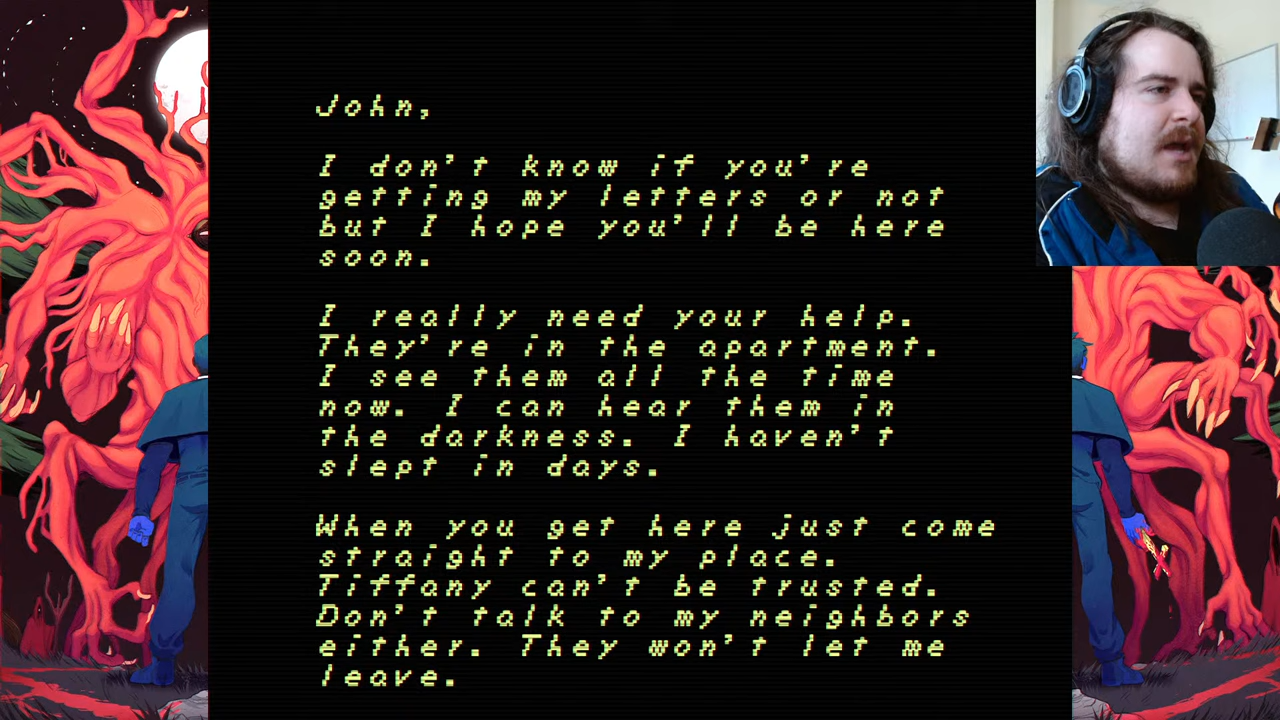 John,
I don't know if you're
getting my letters or not
but I hope you'll be here
soon.
I really need your help.
They're in the apartment.
I see them all the time
now. I can hear them in
the darkness. I haven't
slept in days.
When you get here just come
straight to my place.
Tiffany can't be trusted.
Don't talk to my neighbors
either. They won't let me
leave.